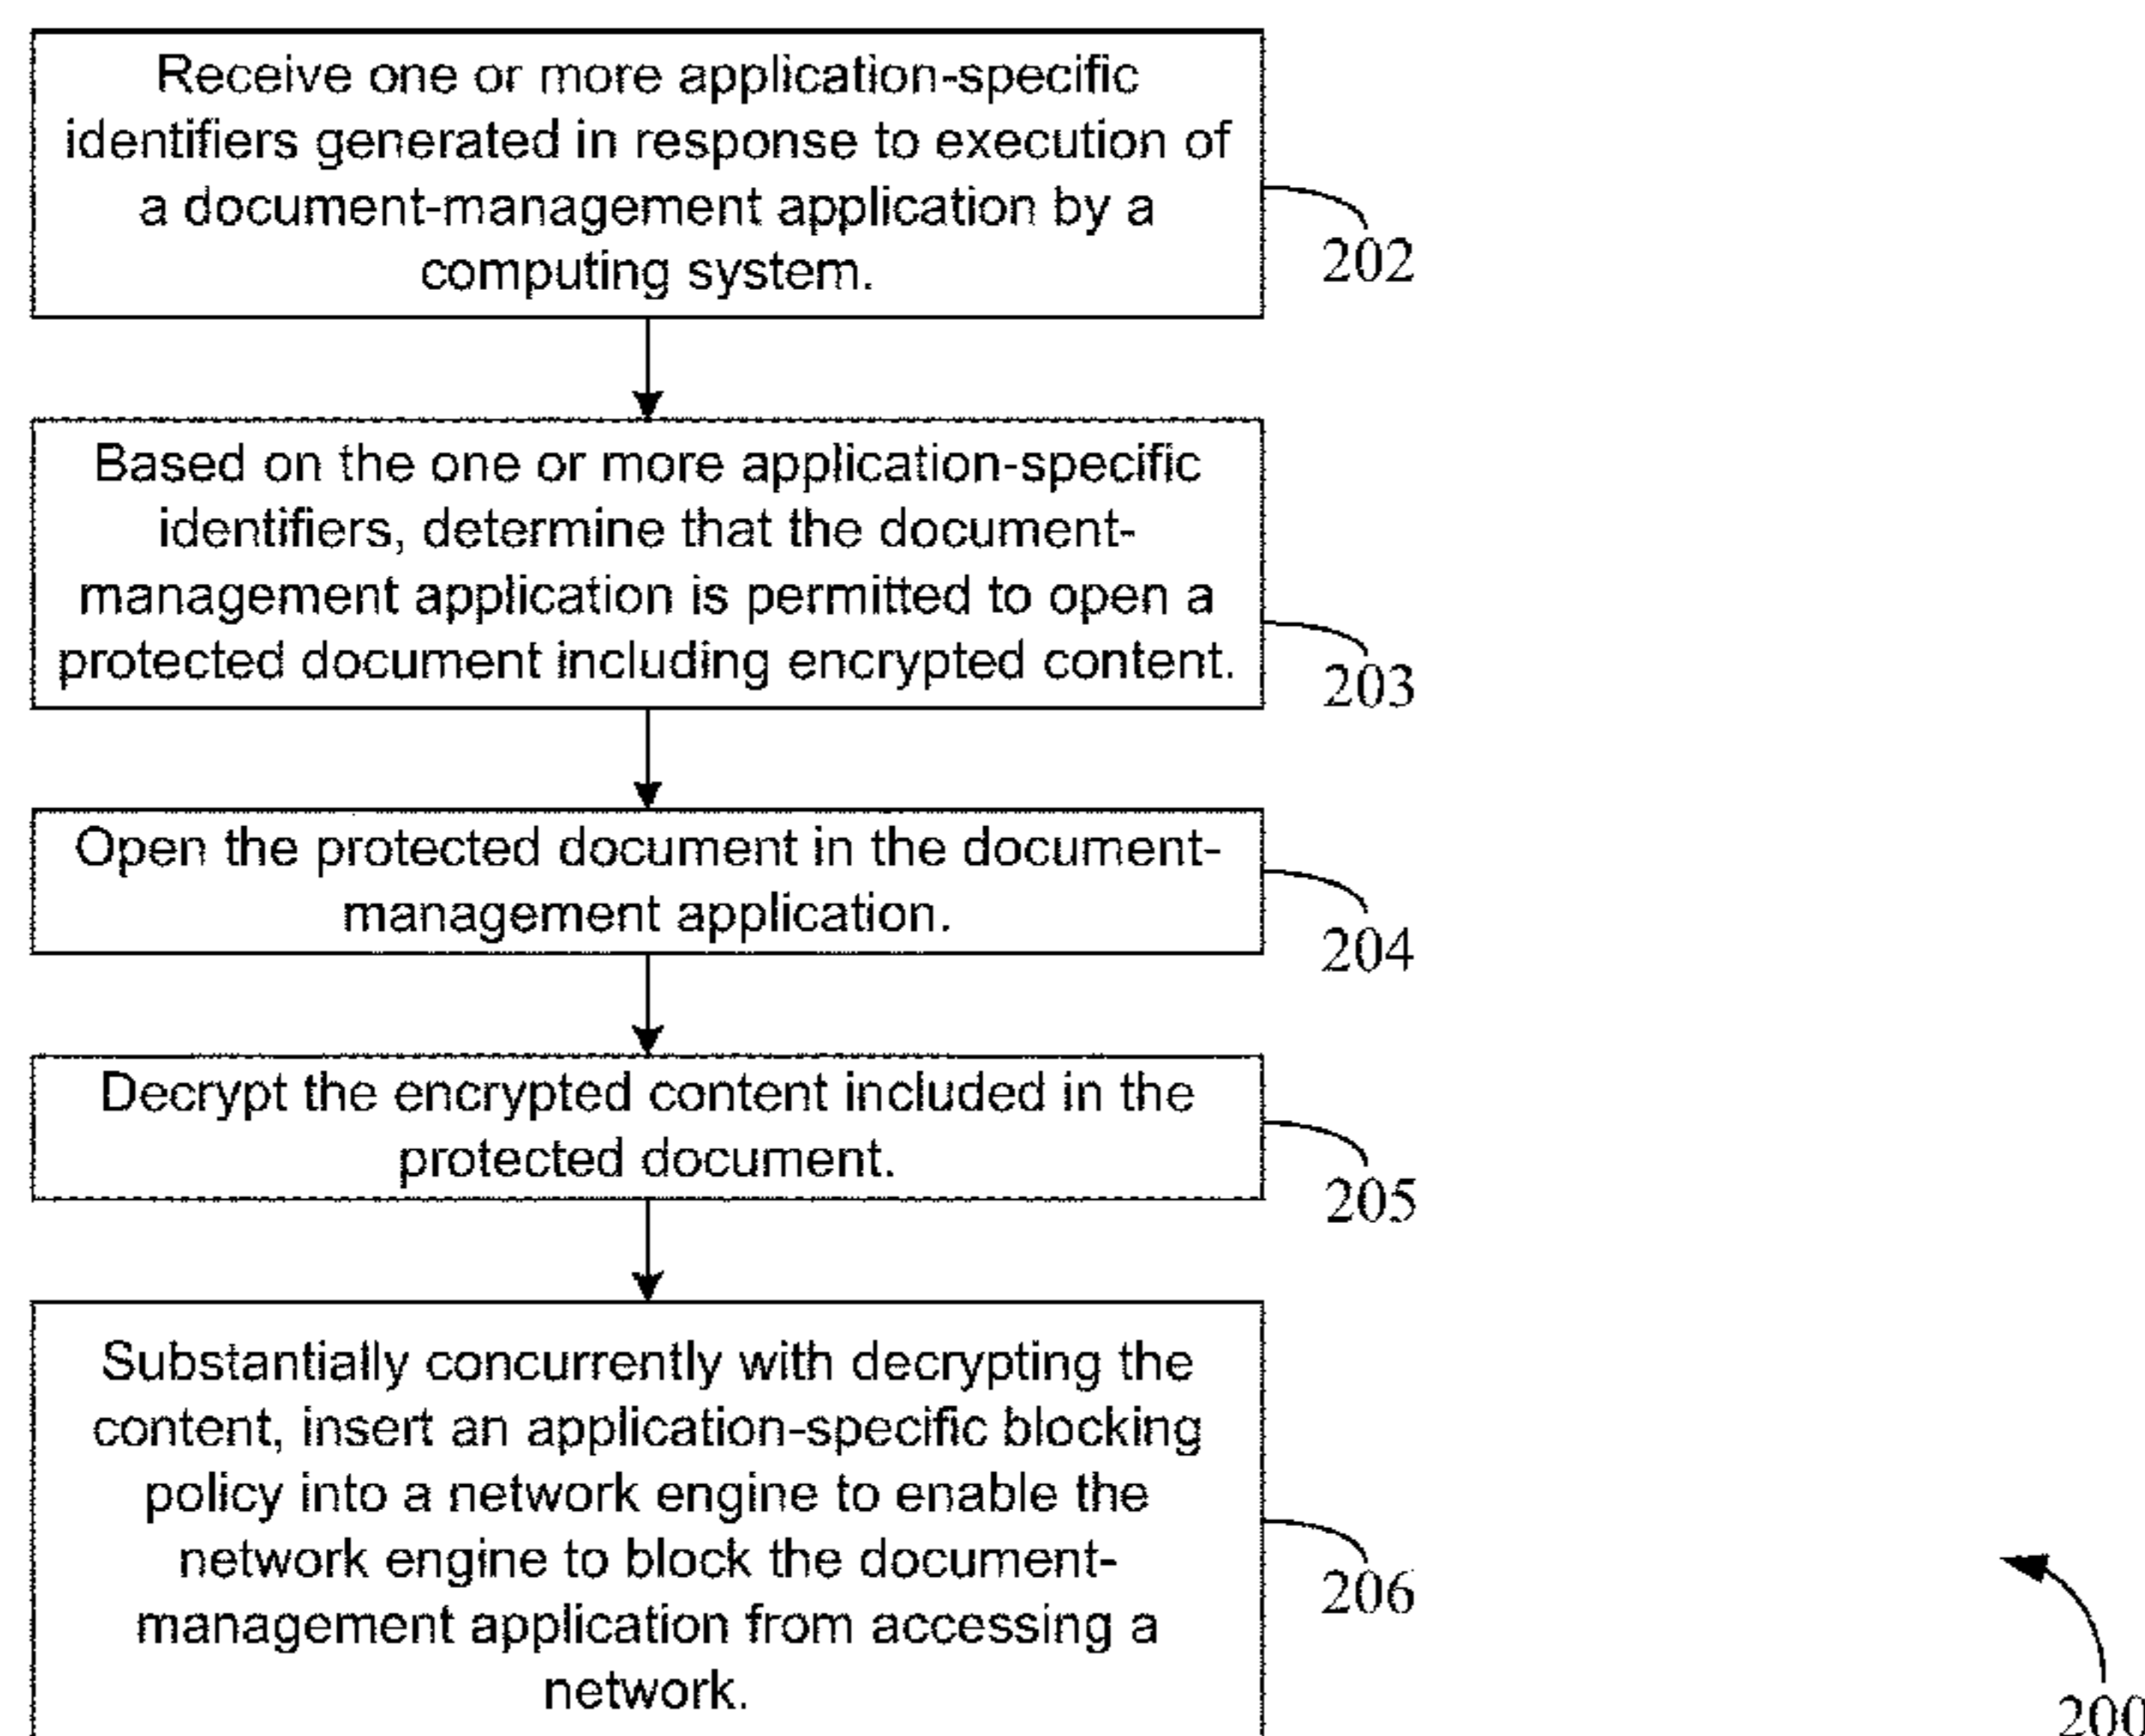 Receive one or more application-specific
identifiers generated in response to execution of
a document-management application by a
computing system.
202
Based on the one or more application-specific
identifiers, determine that the document-
management application is permitted to open a
protected document including encrypted content.
203
Open the protected document in the document-
management application.
204
Decrypt the encrypted content included in the
protected document.
205
Substantially concurrently with decrypting the
content, insert an application-specific blocking
policy into a network engine to enable the
network engine to block the document-
management application from accessing a
network.
206
200